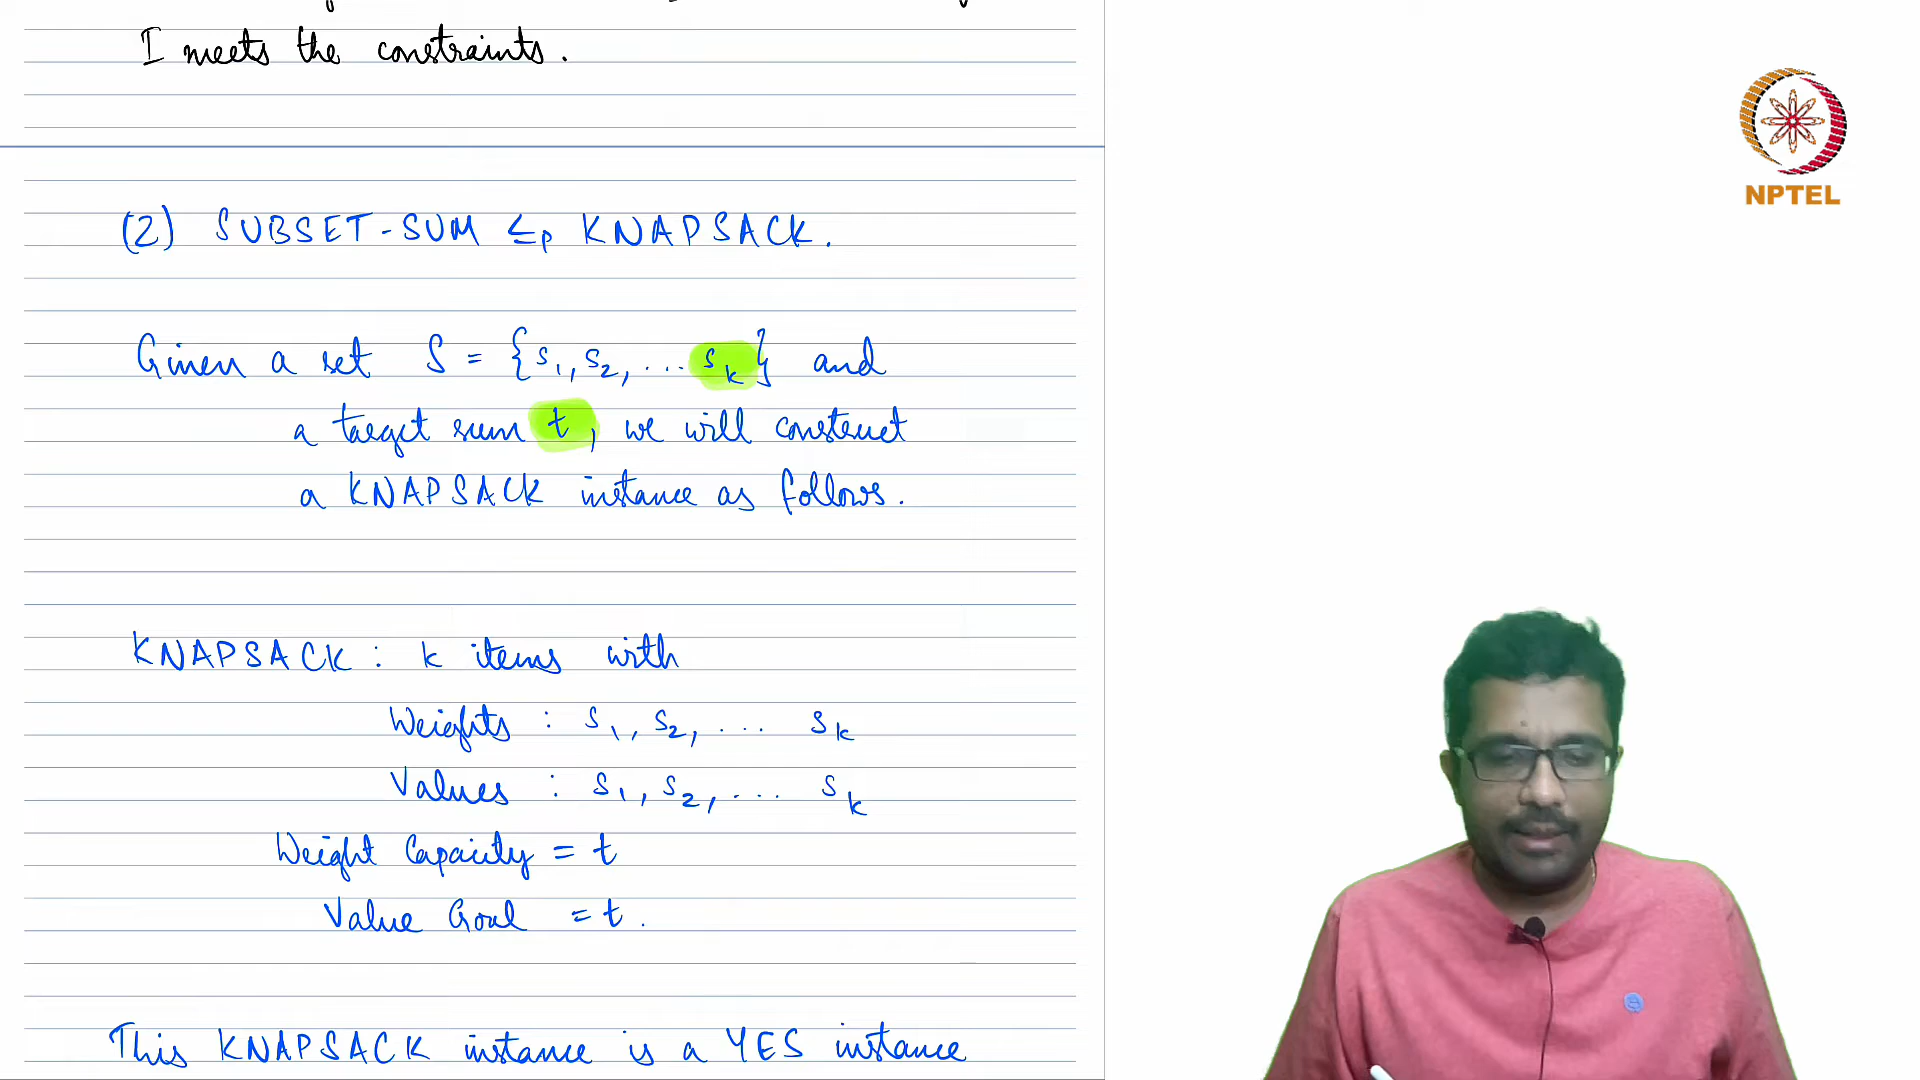 I meets the constraints.
NPTEL
(2) SUBSET-SUM ≤p KNAPSACK.
Given a set S = {s₁, s₂, ... sₖ} and
a target sum t, we will construct
a KNAPSACK instance as follows.
KNAPSACK : k items with
Weights : s₁, s₂, ... sₖ
Values : s₁, s₂, ... sₖ
Weight Capacity = t
Value Goal = t.
This KNAPSACK instance is a YES instance